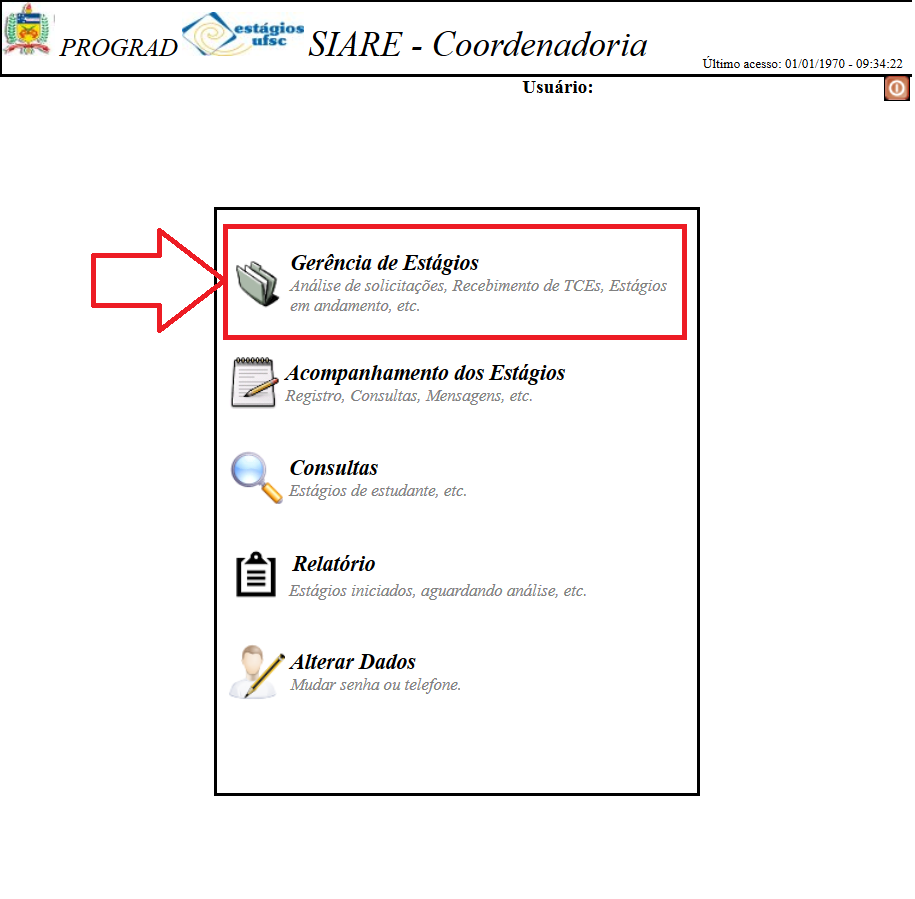 PROGRAD
estágios
ufsc
SIARE - Coordenadoria
Último acesso: 01/01/1970 - 09:34:22
Usuário:
Gerência de Estágios
Análise de solicitações, Recebimento de TCEs, Estágios
em andamento, etc.
Acompanhamento dos Estágios
Registro, Consultas, Mensagens, etc.
Consultas
Estágios de estudante, etc.
Relatório
Estágios iniciados, aguardando análise, etc.
Alterar Dados
Mudar senha ou telefone.